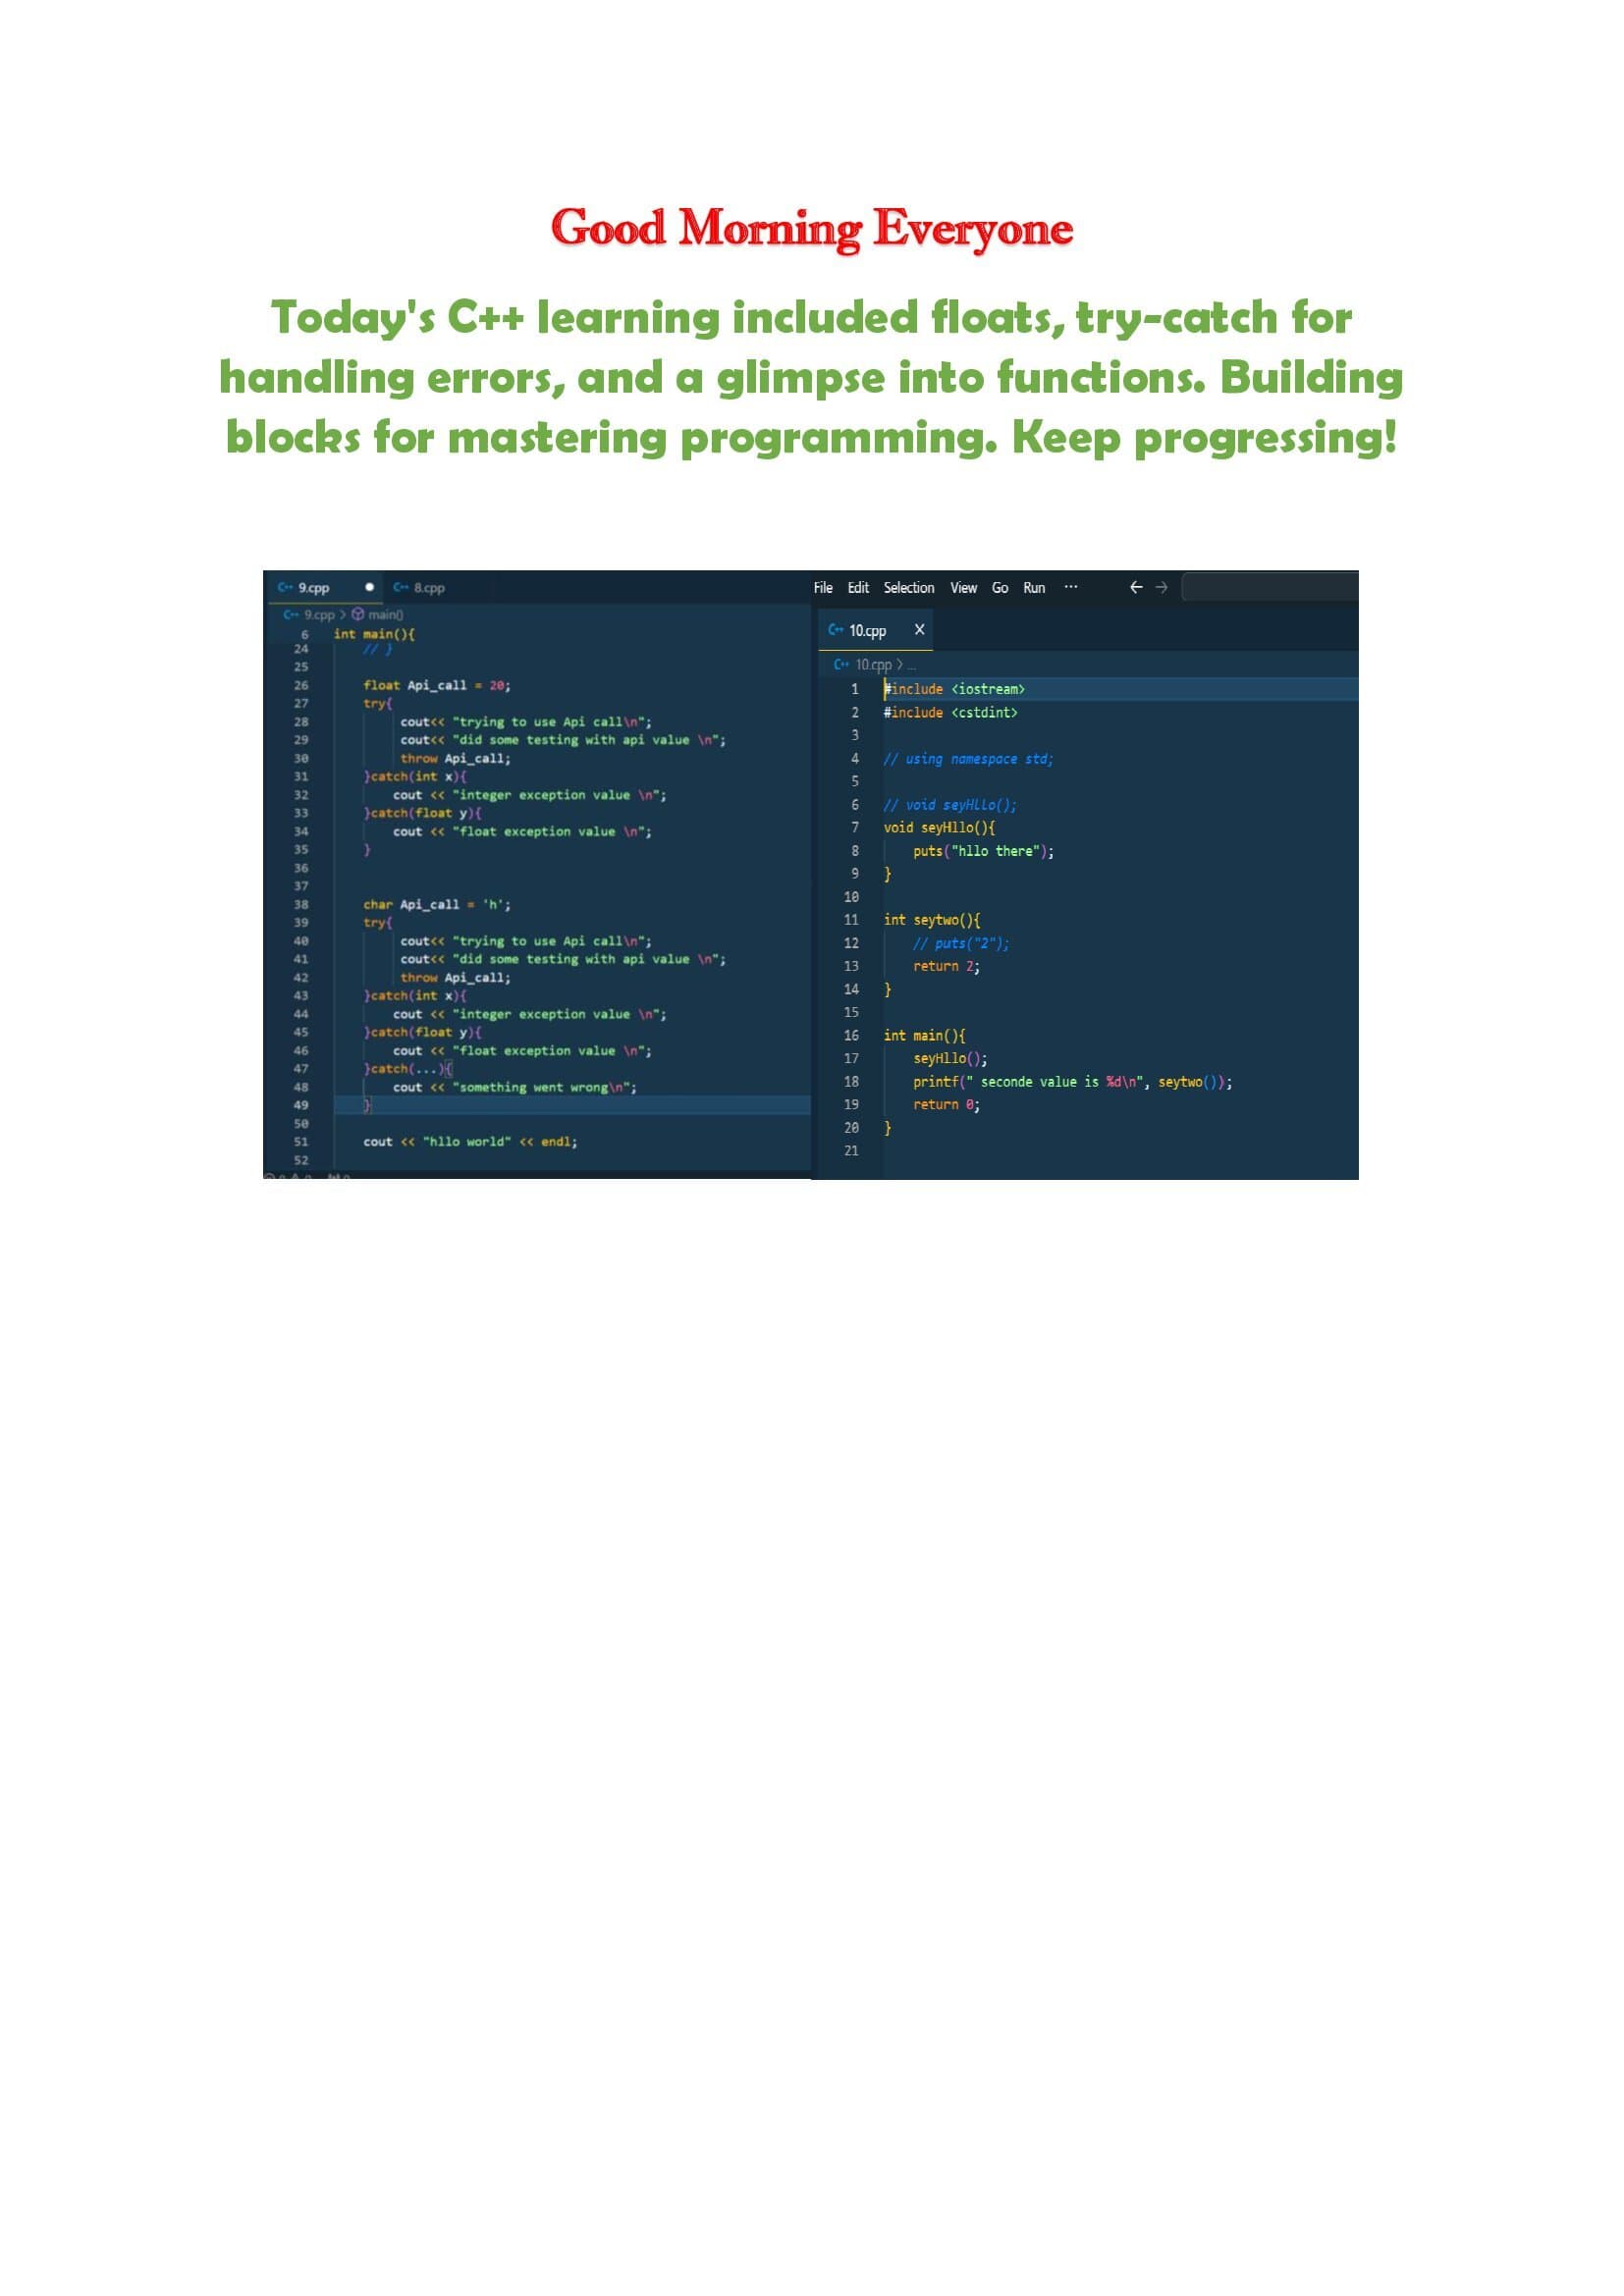 Good Morning Everyone
Today's C++ learning included floats, try-catch for
handling errors, and a glimpse into functions. Building
blocks for mastering programming. Keep progressing!
9.cpp
8.cpp
9.cpp > main()
6 int main(){
24 // }
25
26 float Api_call = 20;
27 try{
28 cout<< "trying to use Api call\n";
29 cout<< "did some testing with api value \n";
30 throw Api_call;
31 }catch(int x){
32 cout << "integer exception value \n";
33 }catch(float y){
34 cout << "float exception value \n";
35 }
36
37
38 char Api_call = 'h';
39 try{
40 cout<< "trying to use Api call\n";
41 cout<< "did some testing with api value \n";
42 throw Api_call;
43 }catch(int x){
44 cout << "integer exception value \n";
45 }catch(float y){
46 cout << "float exception value \n";
47 }catch(...){
48 cout << "something went wrong\n";
49 }
50
51 cout << "hllo world" << endl;
52
File Edit Selection View Go Run ...
10.cpp X
10.cpp > ...
1 #include <iostream>
2 #include <cstdint>
3
4 // using namespace std;
5
6 // void seyHllo();
7 void seyHllo(){
8 puts("hllo there");
9 }
10
11 int seytwo(){
12 // puts("2");
13 return 2;
14 }
15
16 int main(){
17 seyHllo();
18 printf(" seconde value is %d\n", seytwo());
19 return 0;
20 }
21